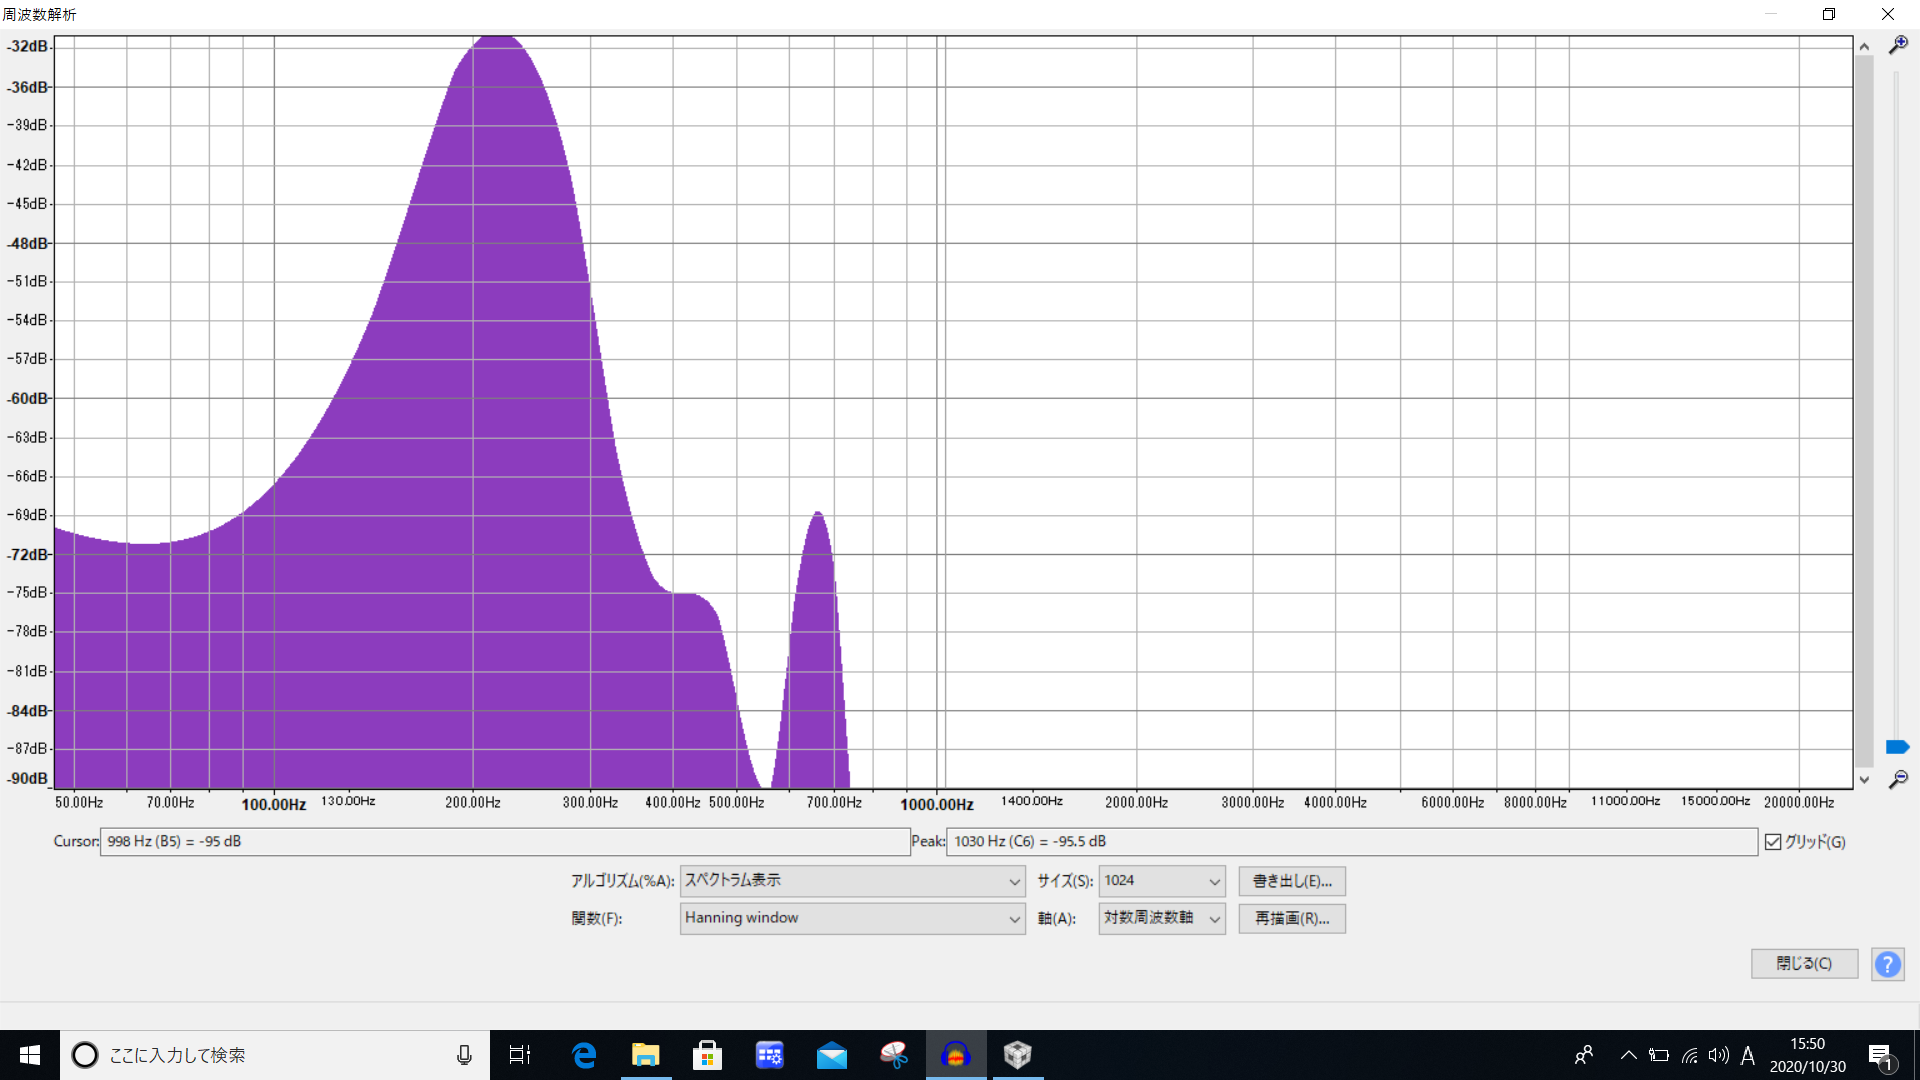 周波数解析
-32dB
-36dB
-39dB
-42dB
-45dB
-48dB
-51dB
-54dB
-57dB
-60dB
-63dB
-66dB
-69dB
-72dB
-75dB
-78dB
-81dB
-84dB
-87dB
-90dB
50.00Hz 70.00Hz 100.00Hz 130.00Hz 200.00Hz 300.00Hz 400.00Hz 500.00Hz 700.00Hz 1000.00Hz 1400.00Hz 2000.00Hz 3000.00Hz 4000.00Hz 6000.00Hz 8000.00Hz 11000.00Hz 15000.00Hz 20000.00Hz
Cursor: 998 Hz (B5) = -95 dB Peak: 1030 Hz (C6) = -95.5 dB グリッド(G)
アルゴリズム(%A): スペクトラム表示 サイズ(S): 1024 書き出し(E)...
関数(F): Hanning window 軸(A): 対数周波数軸 再描画(R)...
閉じる(C) ?
ここに入力して検索
A
15:50
2020/10/30
1